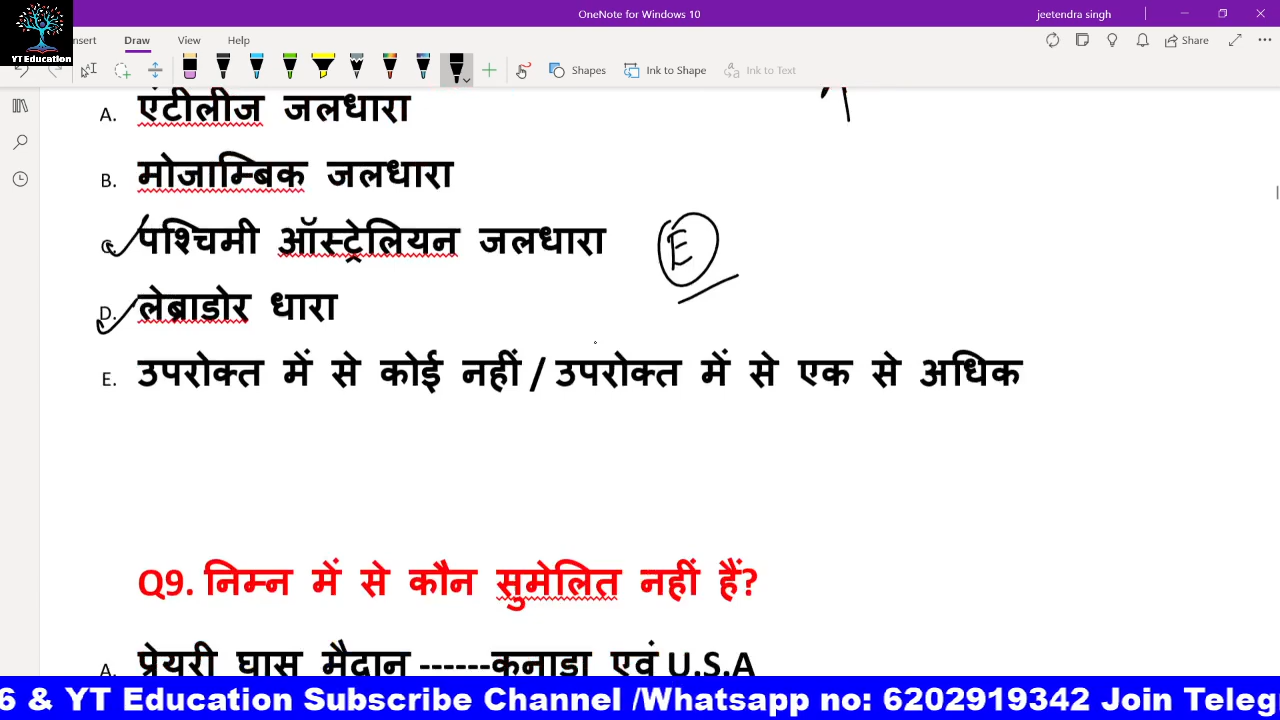 OneNote for Windows 10
jeetendra singh
YT Education
nsert Draw View Help
Share
Shapes
Ink to Shape
Ink to Text
A. एंटीलीज जलधारा
B. मोजाम्बिक जलधारा
C. पश्चिमी ऑस्ट्रेलियन जलधारा
E
D. लेब्राडोर धारा
E. उपरोक्त में से कोई नहीं / उपरोक्त में से एक से अधिक
Q9. निम्न में से कौन सुमेलित नहीं हैं?
A. प्रेयरी घास मैदान ------कनाडा एवं U.S.A
6 & YT Education Subscribe Channel /Whatsapp no: 6202919342 Join Teleg